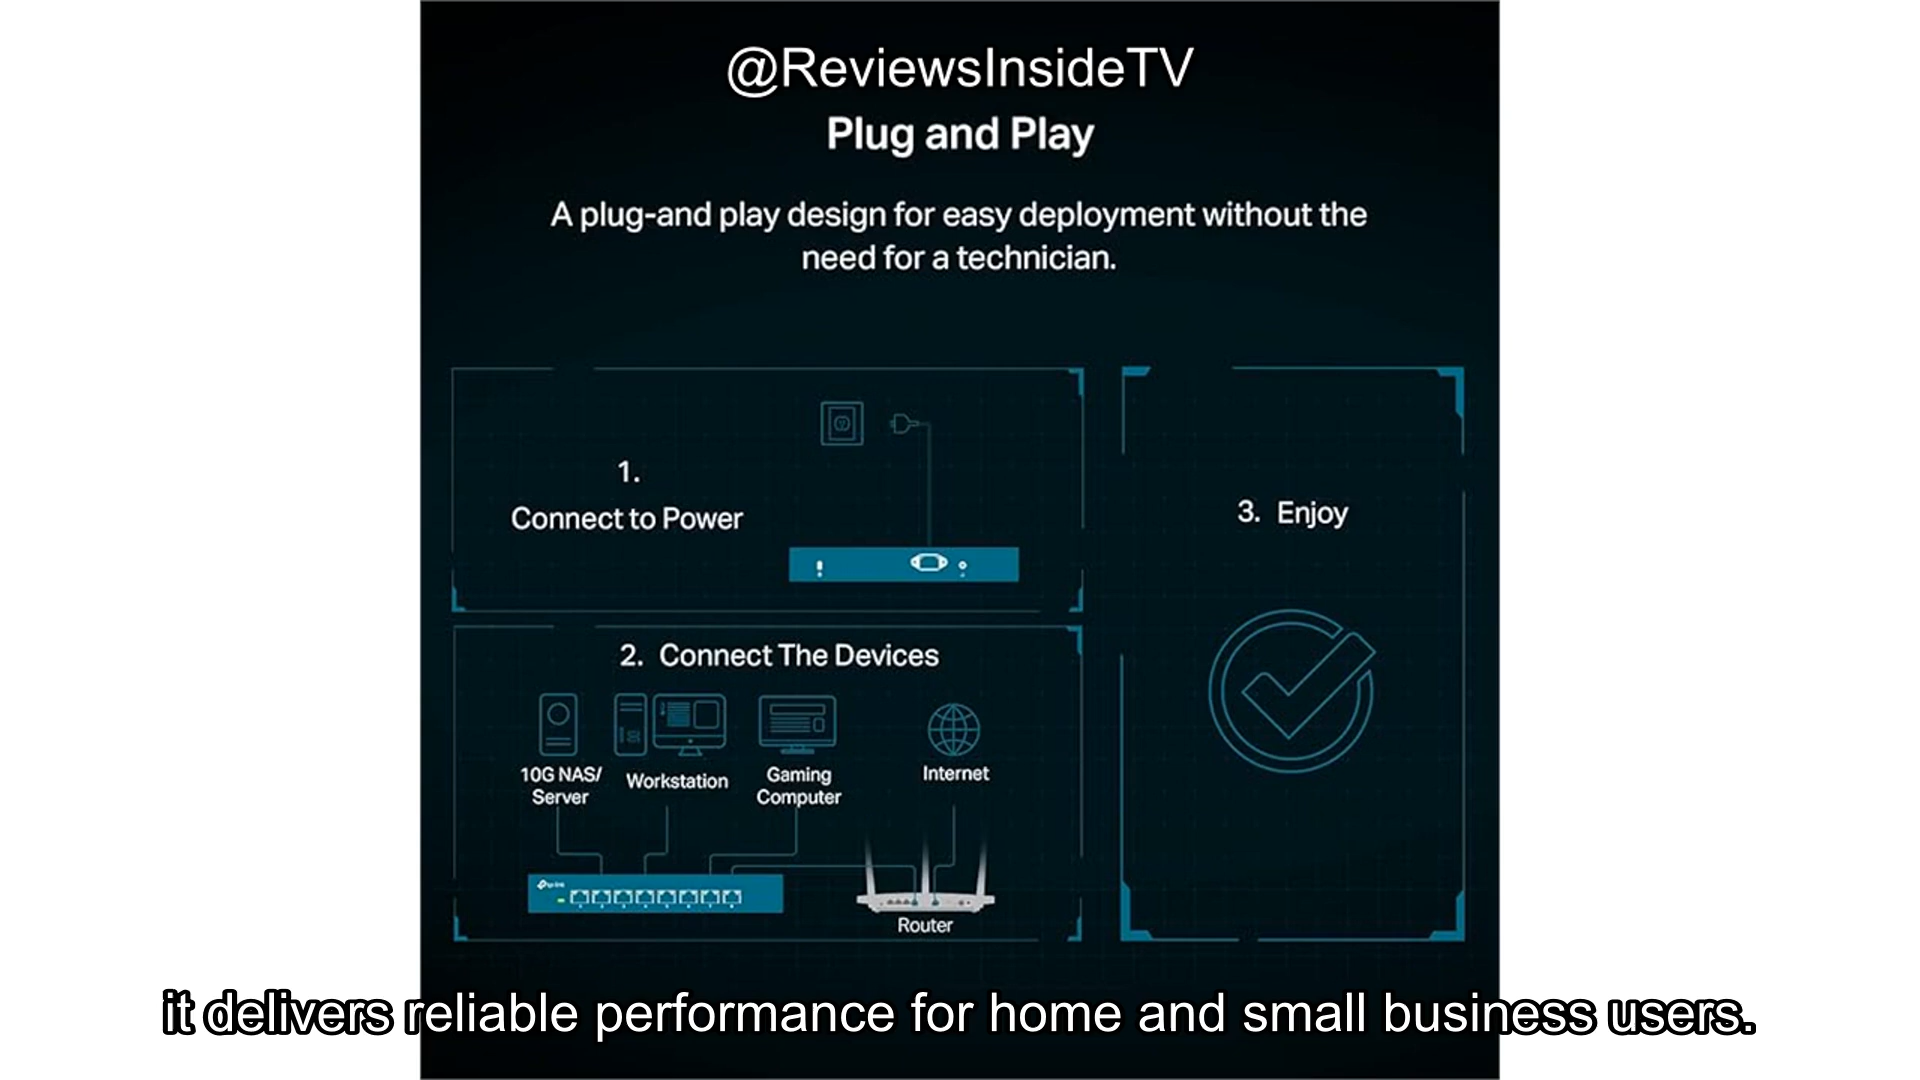 @ReviewsInsideTV
Plug and Play
A plug-and play design for easy deployment without the
need for a technician.
1.
Connect to Power
3. Enjoy
2. Connect The Devices
10G NAS/
Server
Workstation
Gaming
Computer
Internet
tp-link
Router
it delivers reliable performance for home and small business users.